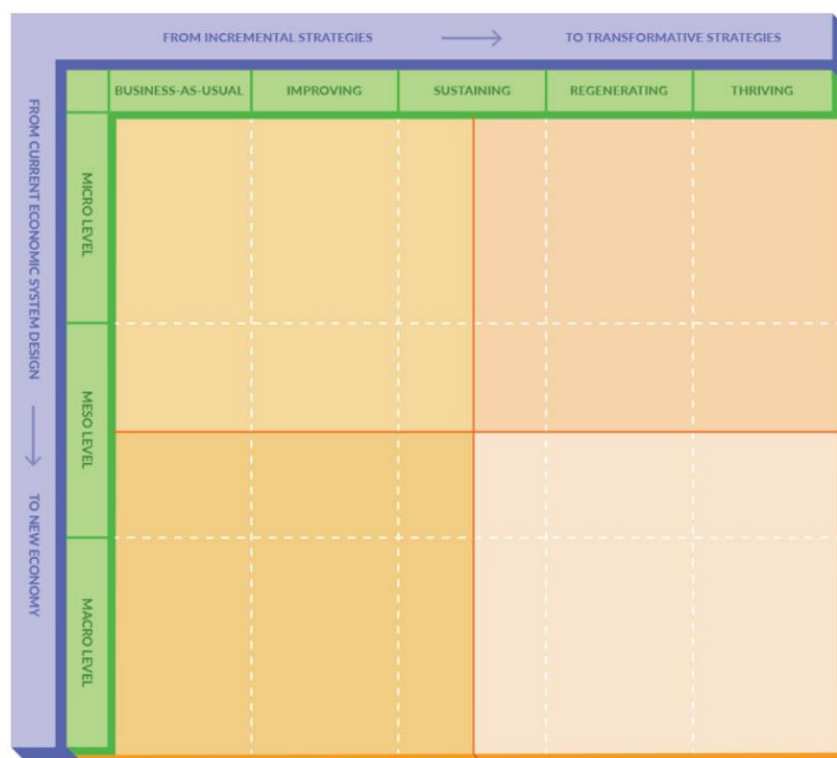 FROM INCREMENTAL STRATEGIES
TO TRANSFORMATIVE STRATEGIES
BUSINESS-AS-USUAL
IMPROVING
SUSTAINING
REGENERATING
THRIVING
FROM CURRENT ECONOMIC SYSTEM DESIGN
TO NEW ECONOMY
MICRO LEVEL
MESO LEVEL
MACRO LEVEL